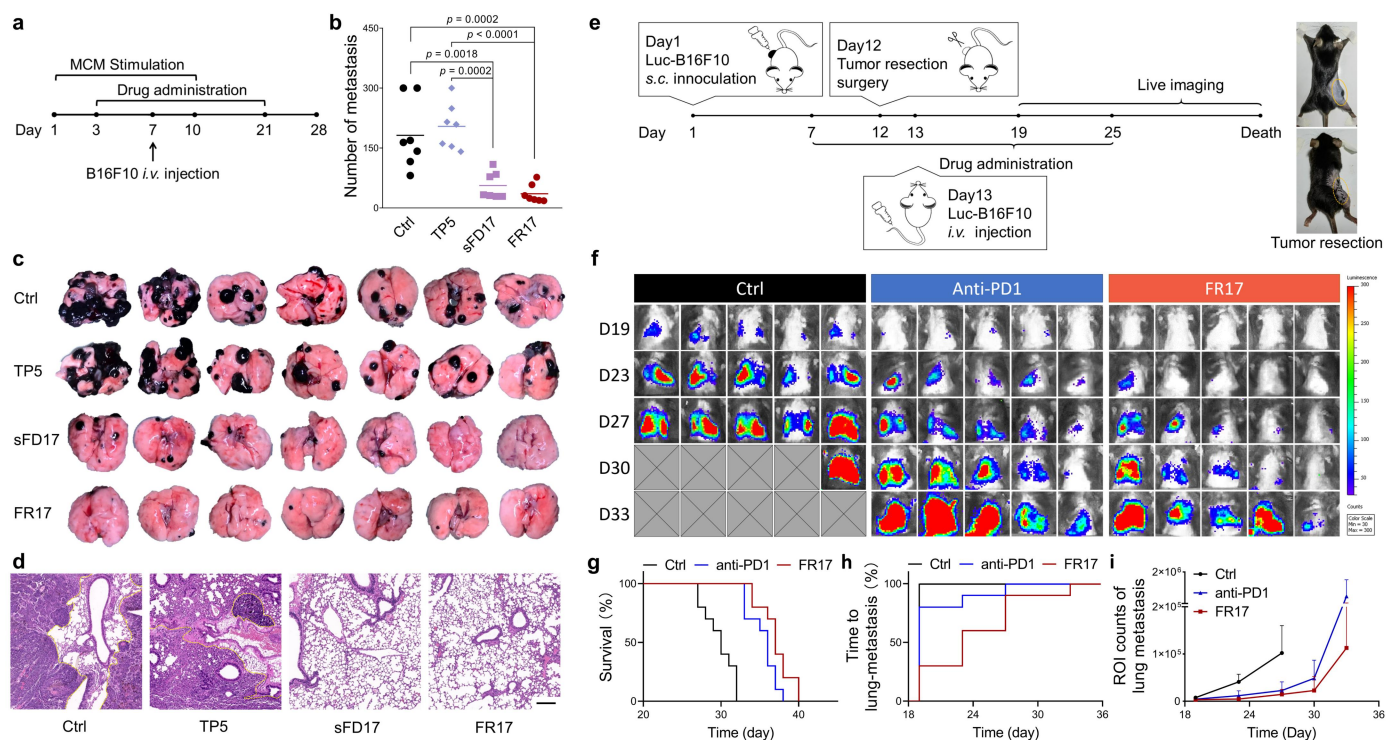 a
MCM Stimulation
Drug administration
Day 1 3 7 10 21 28
B16F10 i.v. injection
b
p = 0.0002
p < 0.0001
p = 0.0018
p = 0.0002
Number of metastasis
450
300
150
0
Ctrl TP5 sFD17 FR17
c
Ctrl
TP5
sFD17
FR17
d
Ctrl TP5 sFD17 FR17
e
Day1
Luc-B16F10
s.c. innoculation
Day12
Tumor resection
surgery
Live imaging
Day 1 7 12 13 19 25 Death
Drug administration
Day13
Luc-B16F10
i.v. injection
Tumor resection
f
Ctrl Anti-PD1 FR17
D19
D23
D27
D30
D33
Luminescence
300
250
200
150
100
50
Counts
Color Scale
Min = 30
Max = 300
g
Ctrl anti-PD1 FR17
Survival (%)
100
50
0
20 30 40
Time (day)
h
Ctrl anti-PD1 FR17
Time to
lung-metastasis (%)
100
50
0
18 24 30 36
Time (day)
i
Ctrl
anti-PD1
FR17
ROI counts of
lung metastasis
2×10⁶
2×10⁵
1×10⁵
0
18 24 30 36
Time (day)